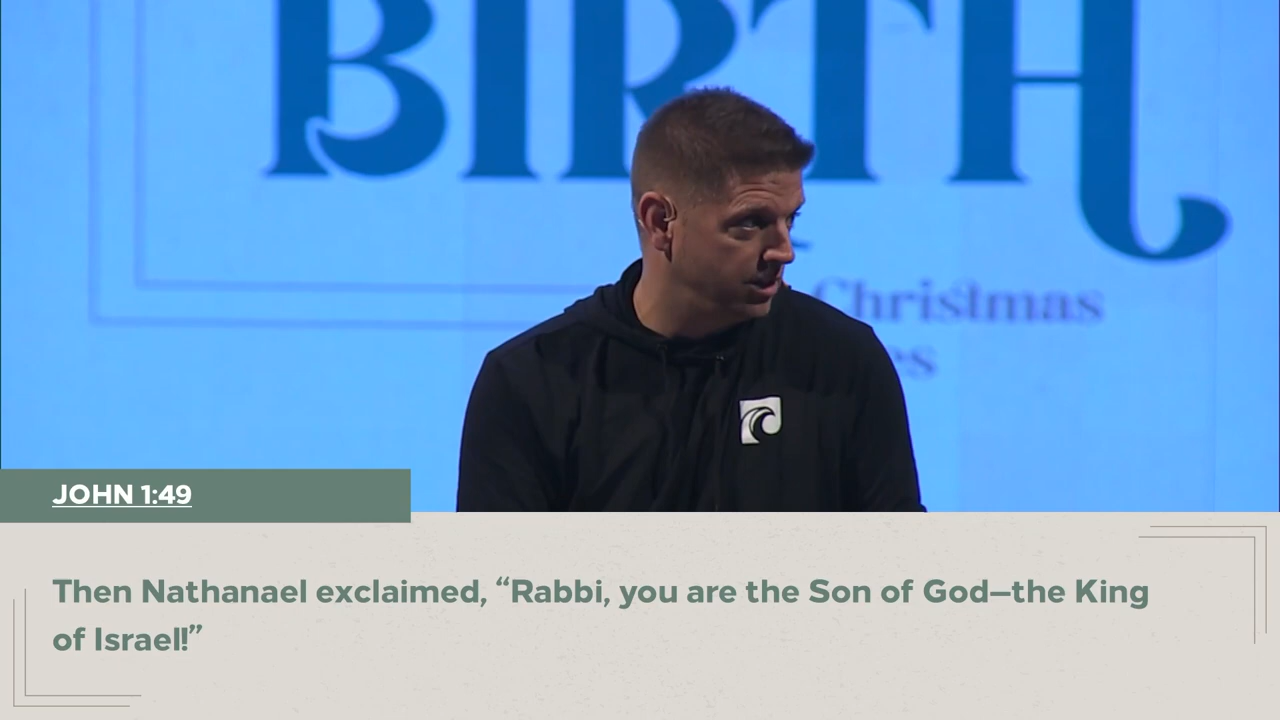 BIRTH
Christmas
JOHN 1:49
Then Nathanael exclaimed, “Rabbi, you are the Son of God—the King
of Israel!”